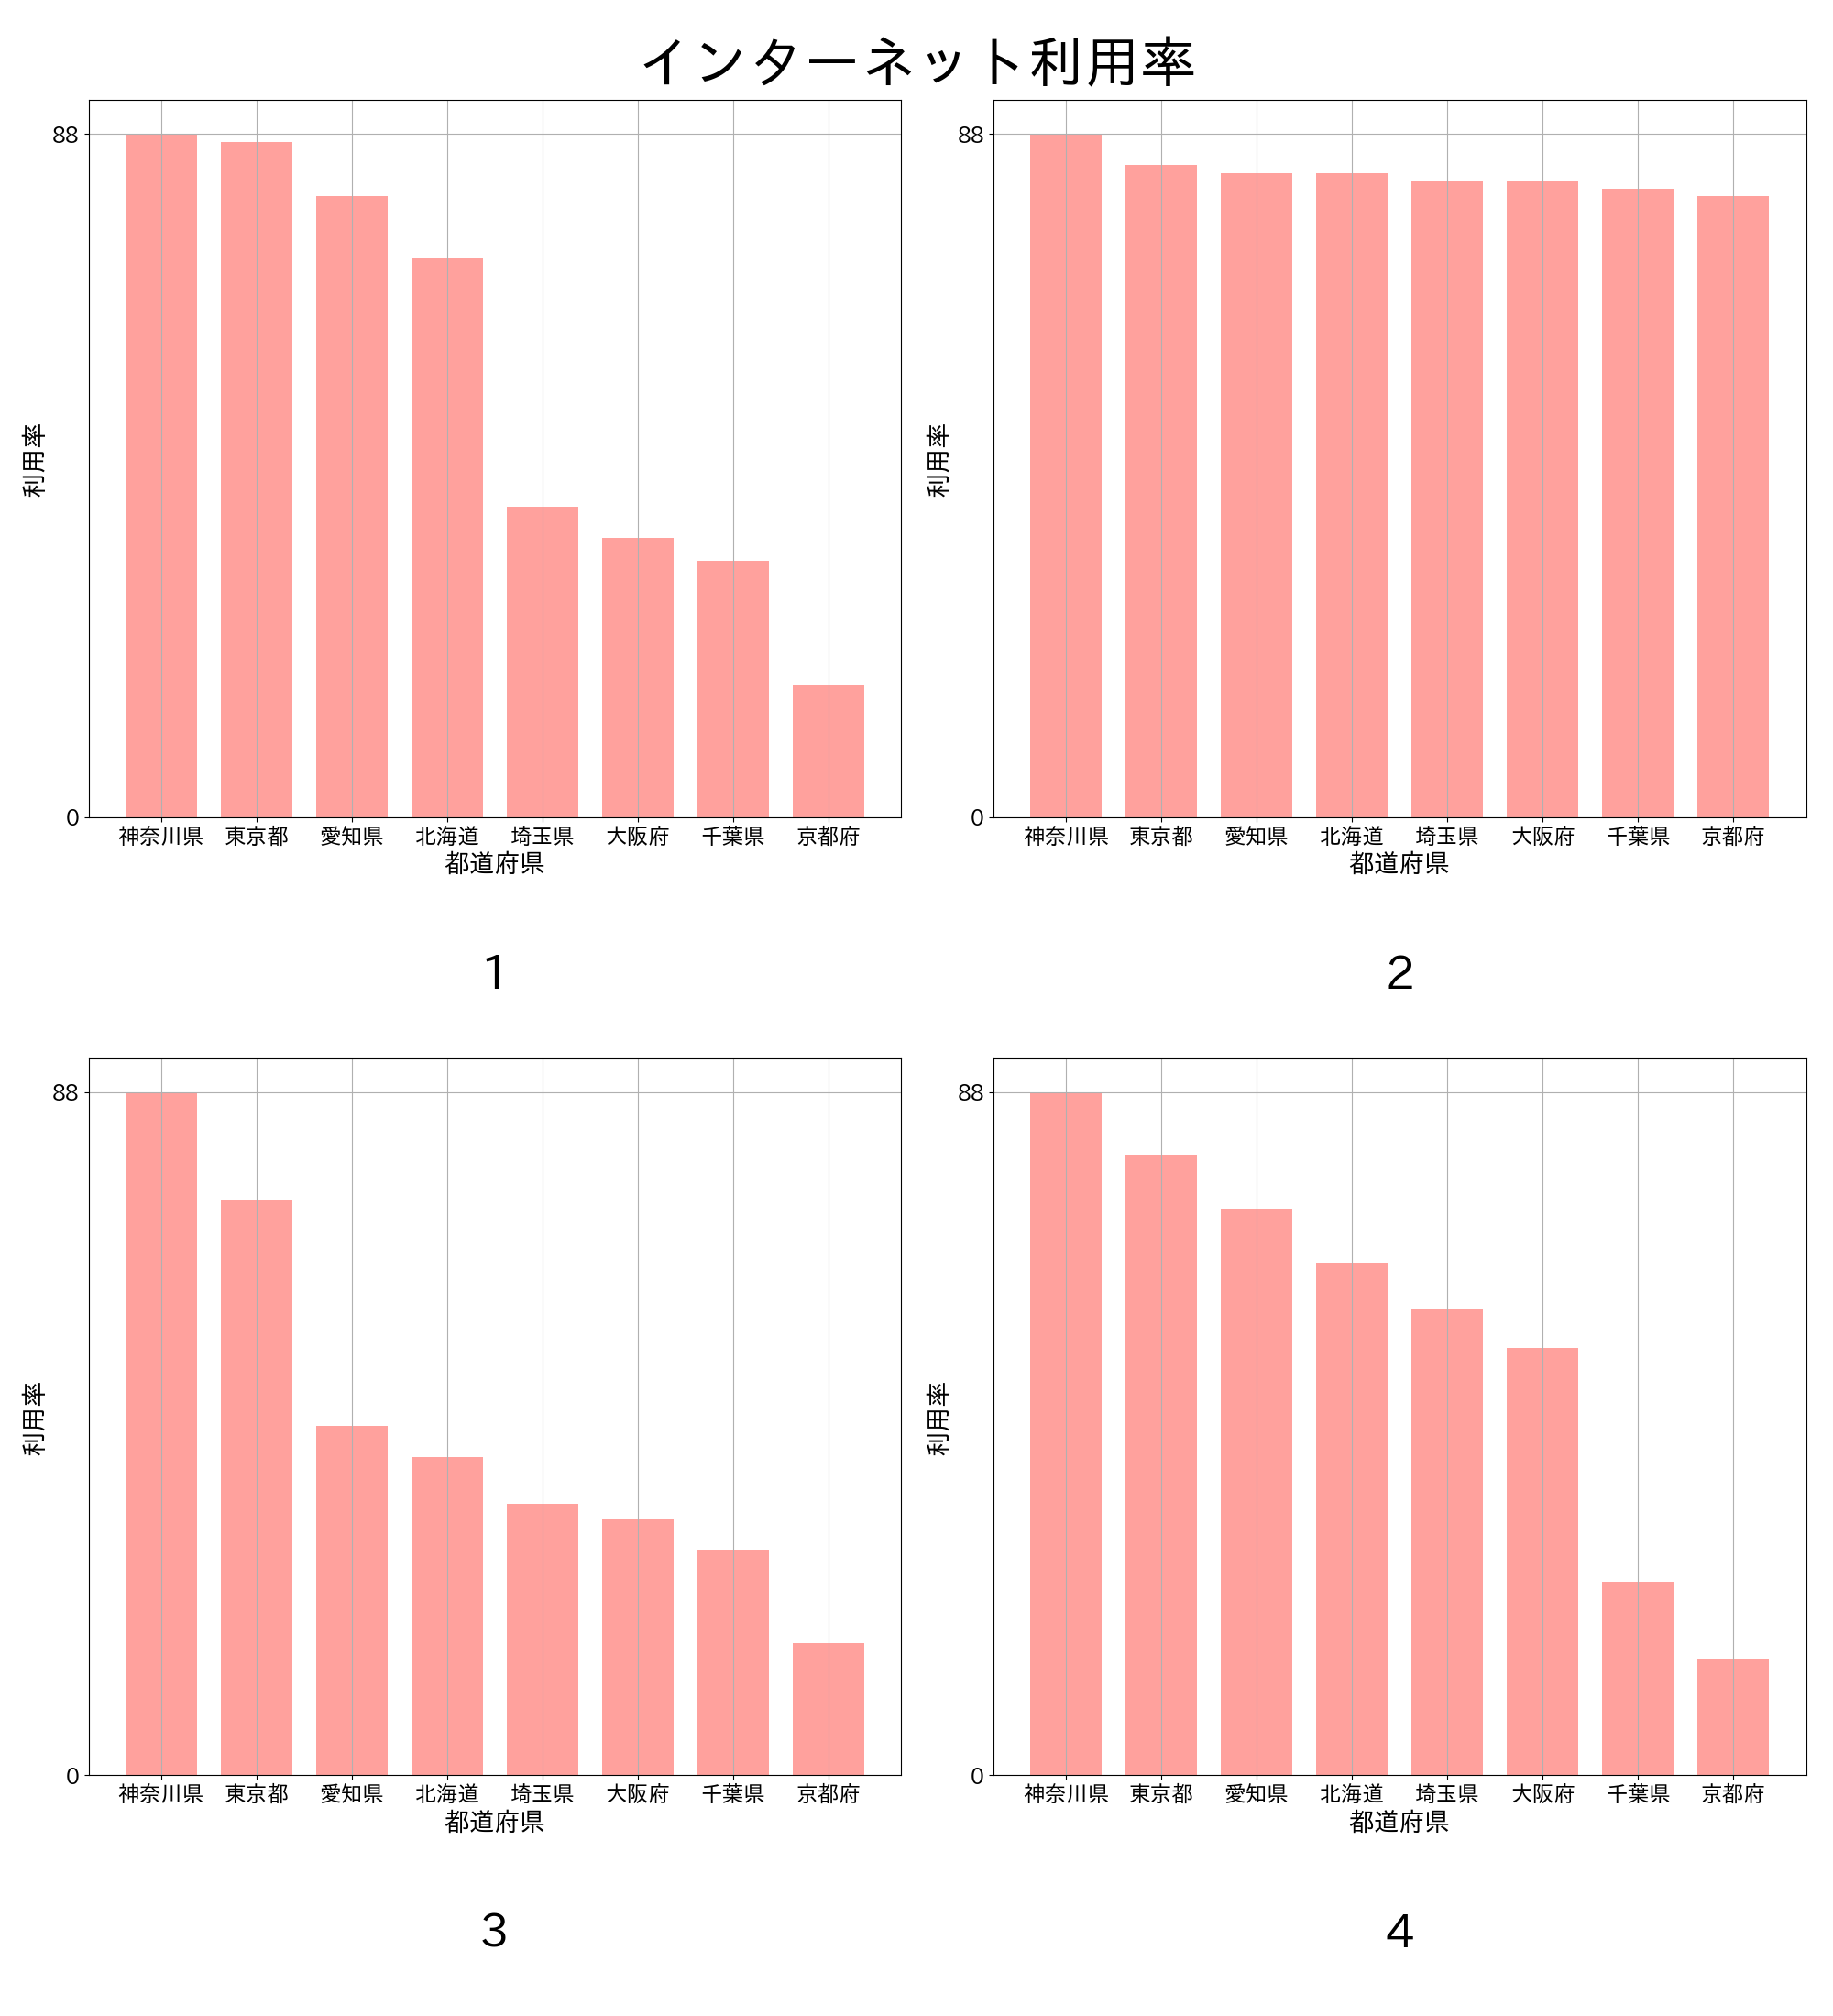 インターネット利用率
88
0
利用率
神奈川県 東京都 愛知県 北海道 埼玉県 大阪府 千葉県 京都府
都道府県
1
88
0
利用率
神奈川県 東京都 愛知県 北海道 埼玉県 大阪府 千葉県 京都府
都道府県
2
88
0
利用率
神奈川県 東京都 愛知県 北海道 埼玉県 大阪府 千葉県 京都府
都道府県
3
88
0
利用率
神奈川県 東京都 愛知県 北海道 埼玉県 大阪府 千葉県 京都府
都道府県
4